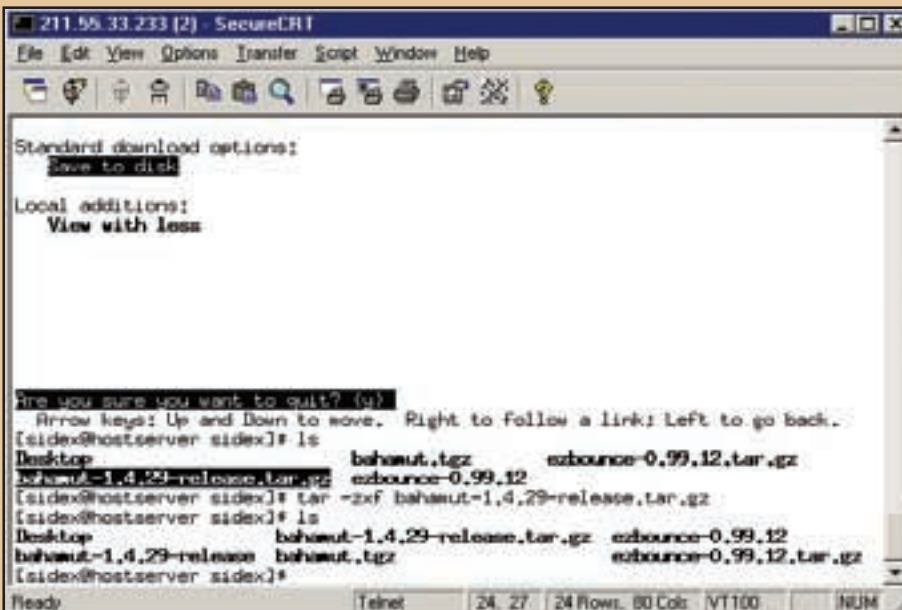 211.55.33.233 (2) - SecureCRT
File Edit View Options Transfer Script Window Help
Standard download options:
Save to disk
Local additions:
View with less
Are you sure you want to quit? (y)
Arrow keys: Up and Down to move. Right to follow a link; Left to go back.
[sidex@hostserver sidex]# ls
Desktop bahamut.tgz ezbounce-0.99.12.tar.gz
bahamut-1.4.29-release.tar.gz ezbounce-0.99.12
[sidex@hostserver sidex]# tar -zxf bahamut-1.4.29-release.tar.gz
[sidex@hostserver sidex]# ls
Desktop bahamut-1.4.29-release.tar.gz ezbounce-0.99.12
bahamut-1.4.29-release bahamut.tgz ezbounce-0.99.12.tar.gz
[sidex@hostserver sidex]#
Ready Telnet 24, 27 24 Rows, 80 Cols VT100 NUM